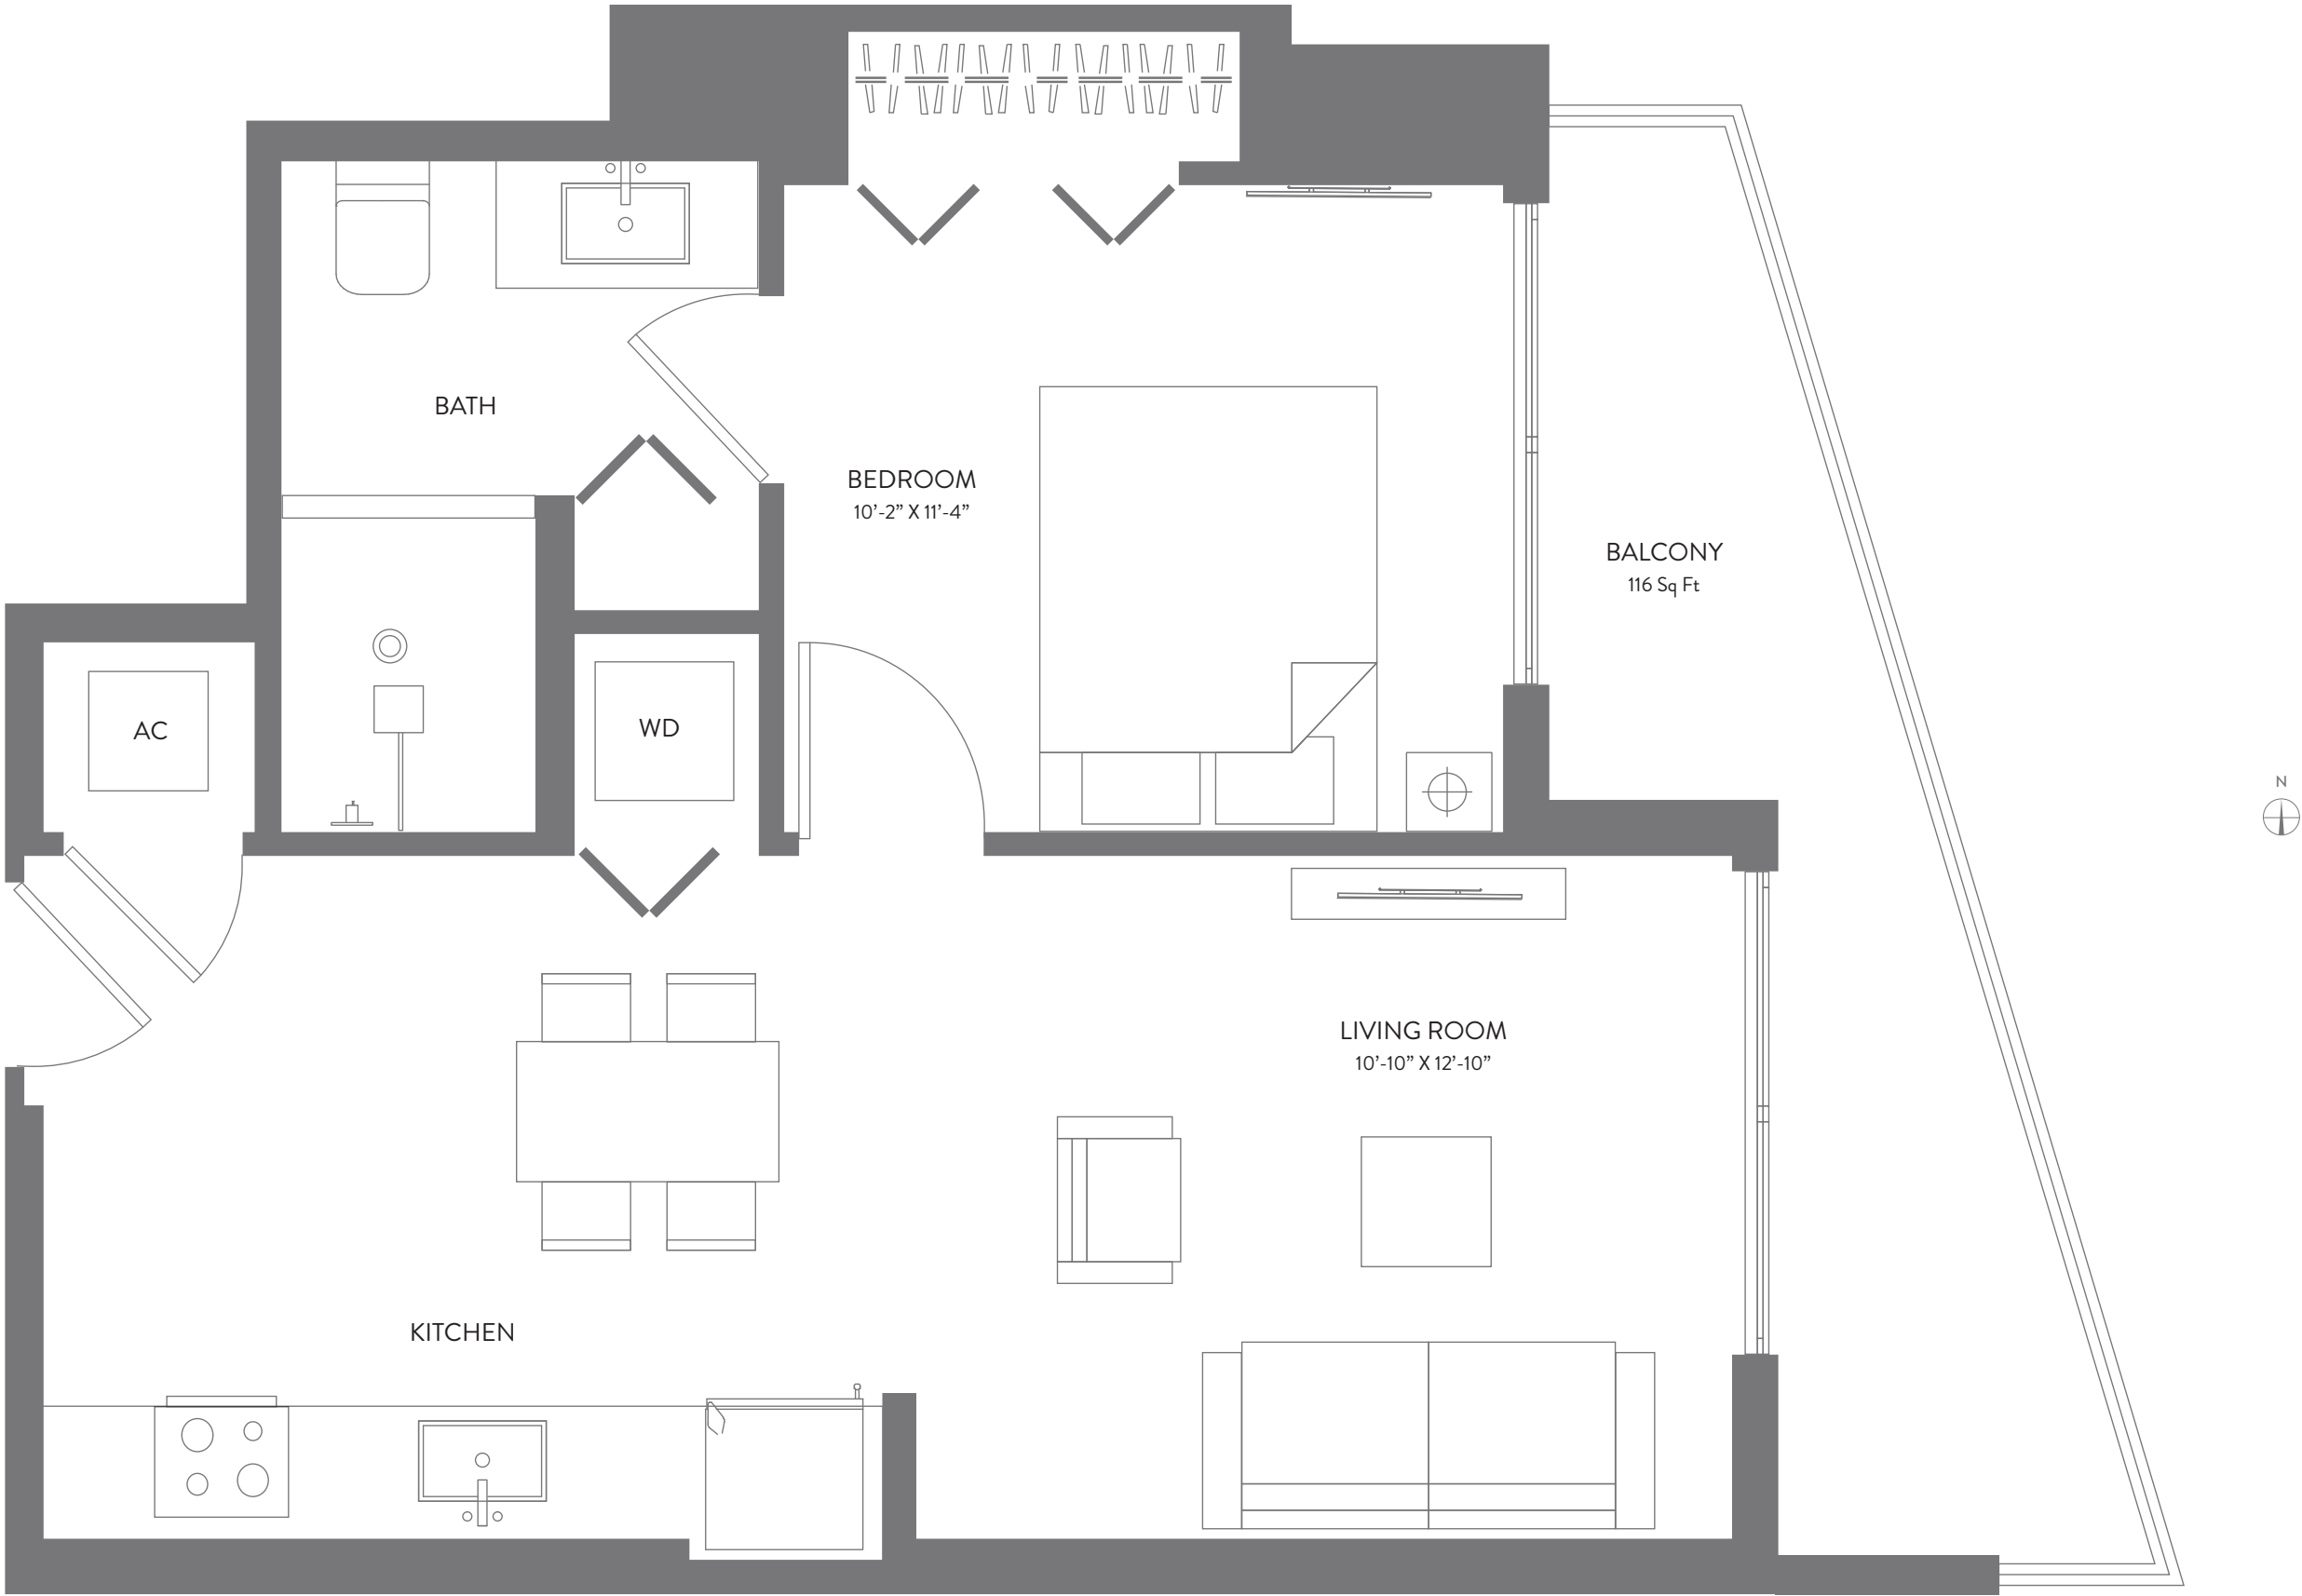 BATH
BEDROOM
10’-2” X 11’-4”
BALCONY
116 Sq Ft
AC
WD
N
LIVING ROOM
10’-10” X 12’-10”
KITCHEN